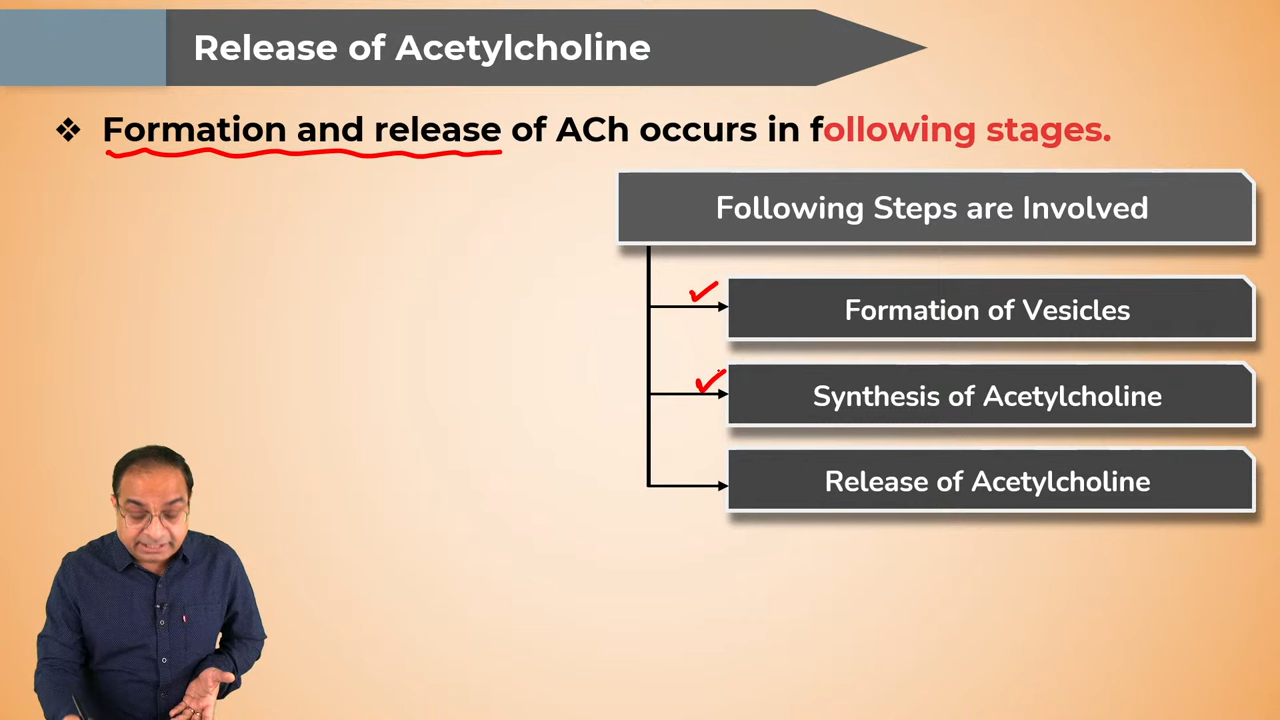 Release of Acetylcholine
❖ Formation and release of ACh occurs in following stages.
Following Steps are Involved
Formation of Vesicles
Synthesis of Acetylcholine
Release of Acetylcholine